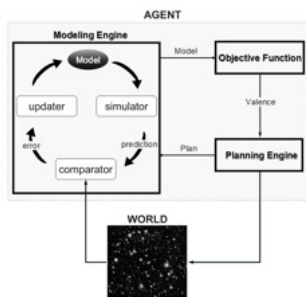 AGENT
Modeling Engine
Model
updater
simulator
error
prediction
comparator
Model
Objective Function
Valence
Plan
Planning Engine
WORLD